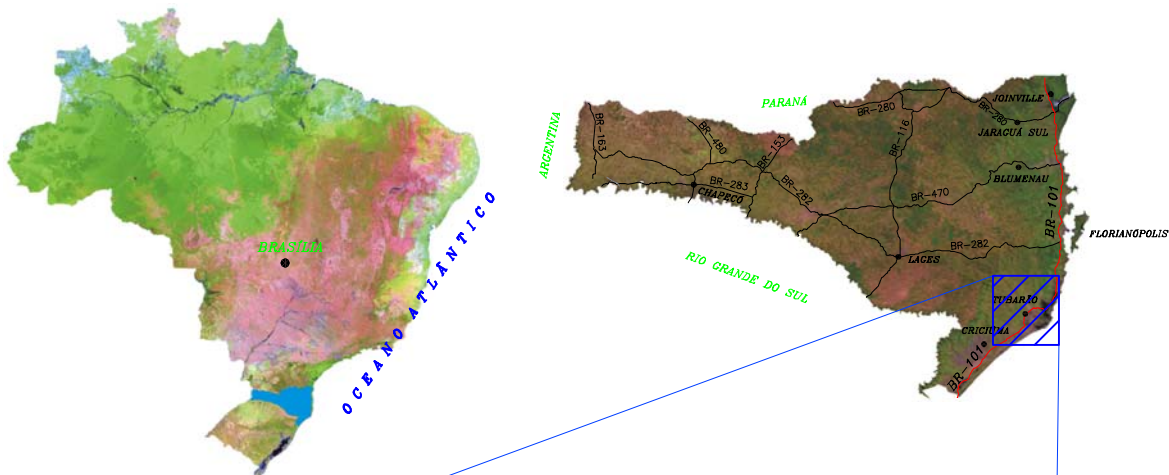 BRASÍLIA
OCEANO ATLÂNTICO
ARGENTINA
PARANÁ
RIO GRANDE DO SUL
BR-163
BR-480
BR-153
BR-283
CHAPECÓ
BR-282
BR-280
BR-116
BR-280
JOINVILLE
JARAGUÁ SUL
BLUMENAU
BR-470
BR-101
FLORIANÓPOLIS
BR-282
LAGES
TUBARÃO
CRICIUMA
BR-101